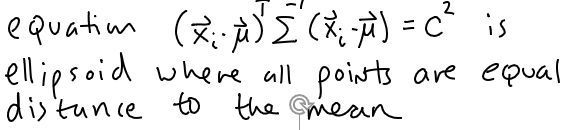 equation (x⃗ᵢ·μ⃗)ᵀ Σ⁻¹ (x⃗ᵢ-μ⃗) = C² is
ellipsoid where all points are equal
distance to the mean